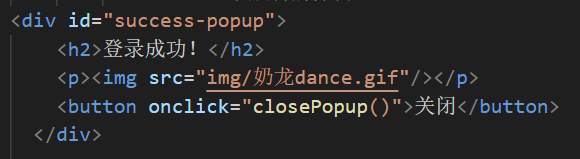 <div id="success-popup">
<h2>登录成功！</h2>
<p><img src="img/奶龙dance.gif"/></p>
<button onclick="closePopup()">关闭</button>
</div>